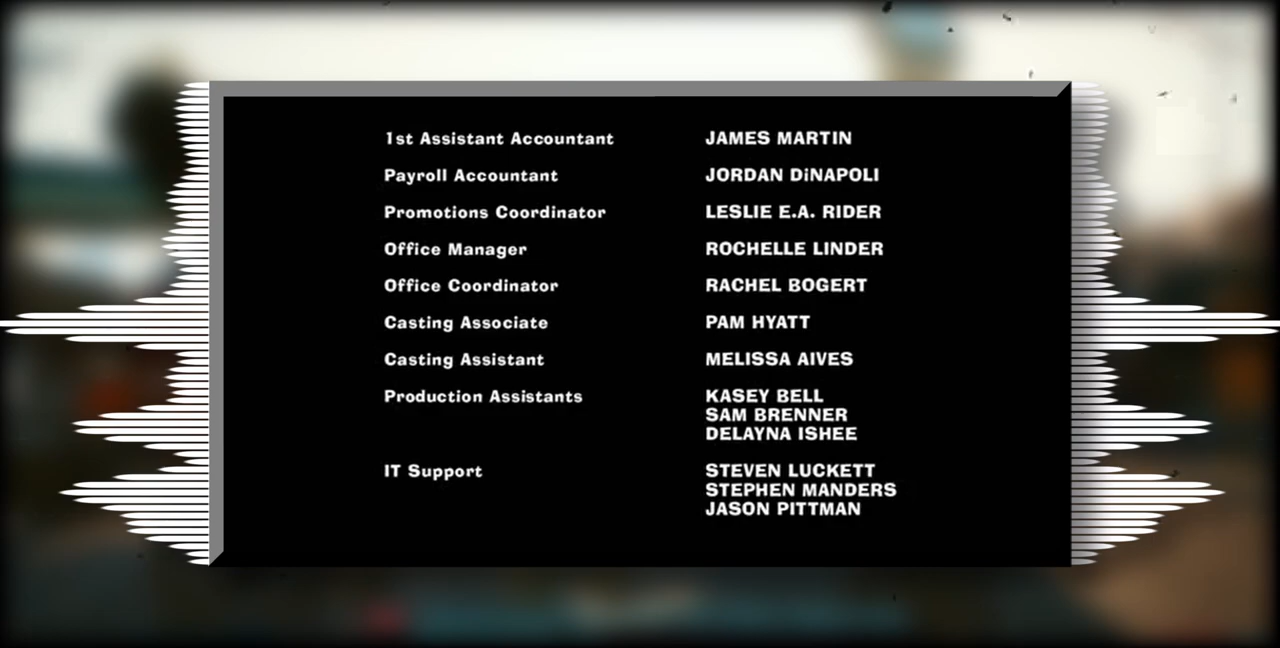 1st Assistant Accountant JAMES MARTIN
Payroll Accountant JORDAN DiNAPOLI
Promotions Coordinator LESLIE E.A. RIDER
Office Manager ROCHELLE LINDER
Office Coordinator RACHEL BOGERT
Casting Associate PAM HYATT
Casting Assistant MELISSA AIVES
Production Assistants KASEY BELL
SAM BRENNER
DELAYNA ISHEE
IT Support STEVEN LUCKETT
STEPHEN MANDERS
JASON PITTMAN